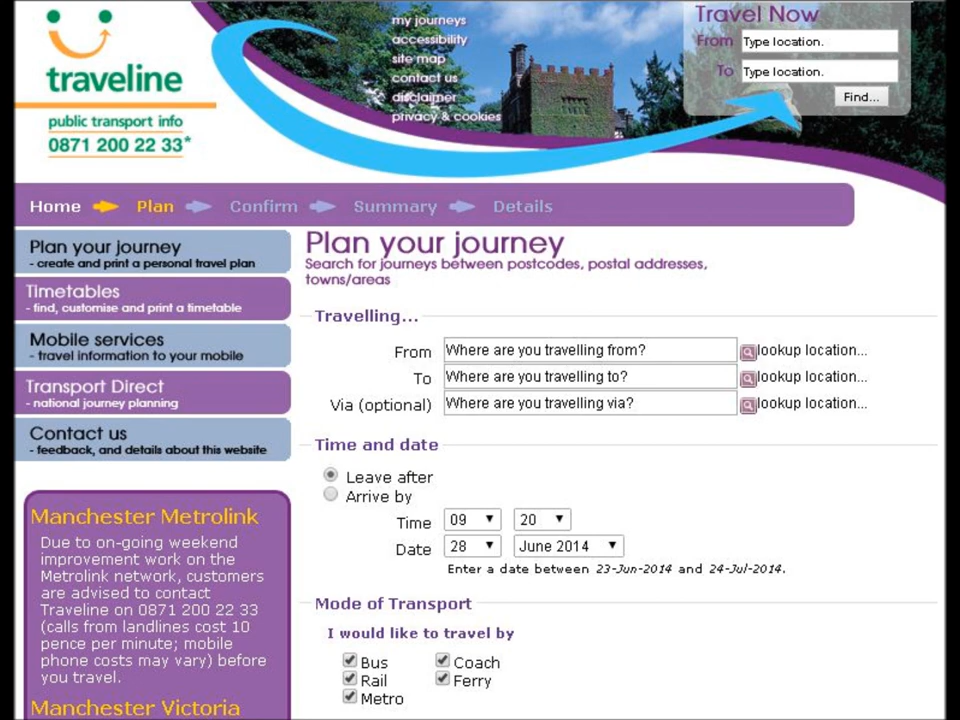 traveline
public transport info
0871 200 22 33*
my journeys
accessibility
site map
contact us
disclaimer
privacy & cookies
Travel Now
From Type location.
To Type location.
Find...
Home Plan Confirm Summary Details
Plan your journey
- create and print a personal travel plan
Timetables
- find, customise and print a timetable
Mobile services
- travel information to your mobile
Transport Direct
- national journey planning
Contact us
- feedback, and details about this website
Manchester Metrolink
Due to on-going weekend
improvement work on the
Metrolink network, customers
are advised to contact
Traveline on 0871 200 22 33
(calls from landlines cost 10
pence per minute; mobile
phone costs may vary) before
you travel.
Manchester Victoria
Plan your journey
Search for journeys between postcodes, postal addresses,
towns/areas
Travelling...
From Where are you travelling from? lookup location...
To Where are you travelling to? lookup location...
Via (optional) Where are you travelling via? lookup location...
Time and date
Leave after
Arrive by
Time 09 20
Date 28 June 2014
Enter a date between 23-Jun-2014 and 24-Jul-2014.
Mode of Transport
I would like to travel by
Bus Coach
Rail Ferry
Metro